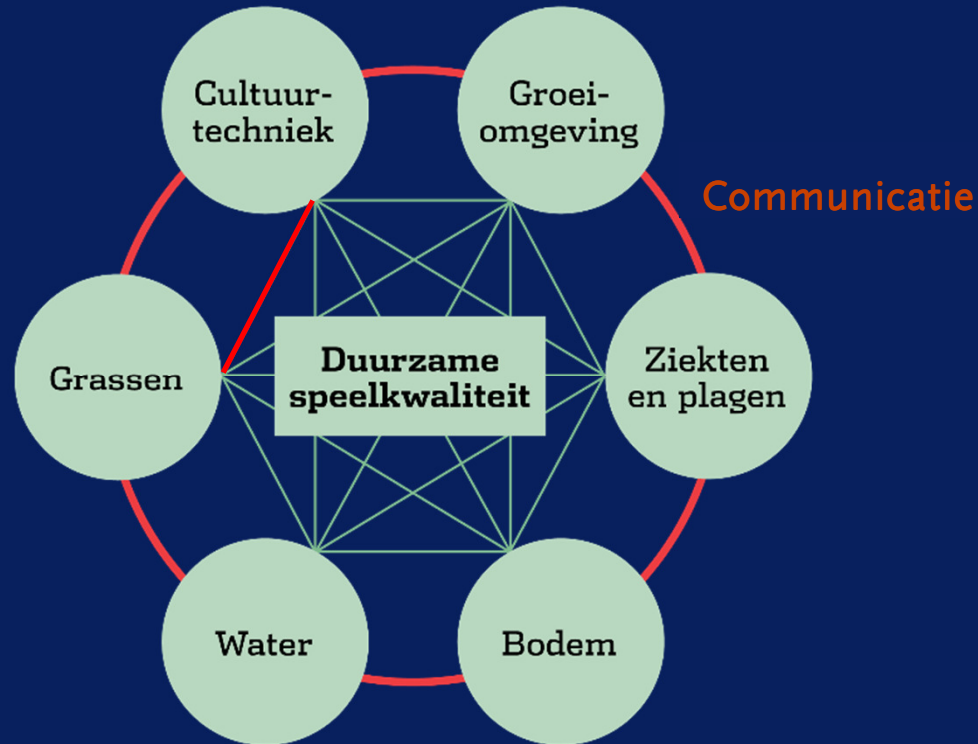 Cultuur-
techniek
Groei-
omgeving
Communicatie
Grassen
Duurzame
speelkwaliteit
Ziekten
en plagen
Water
Bodem